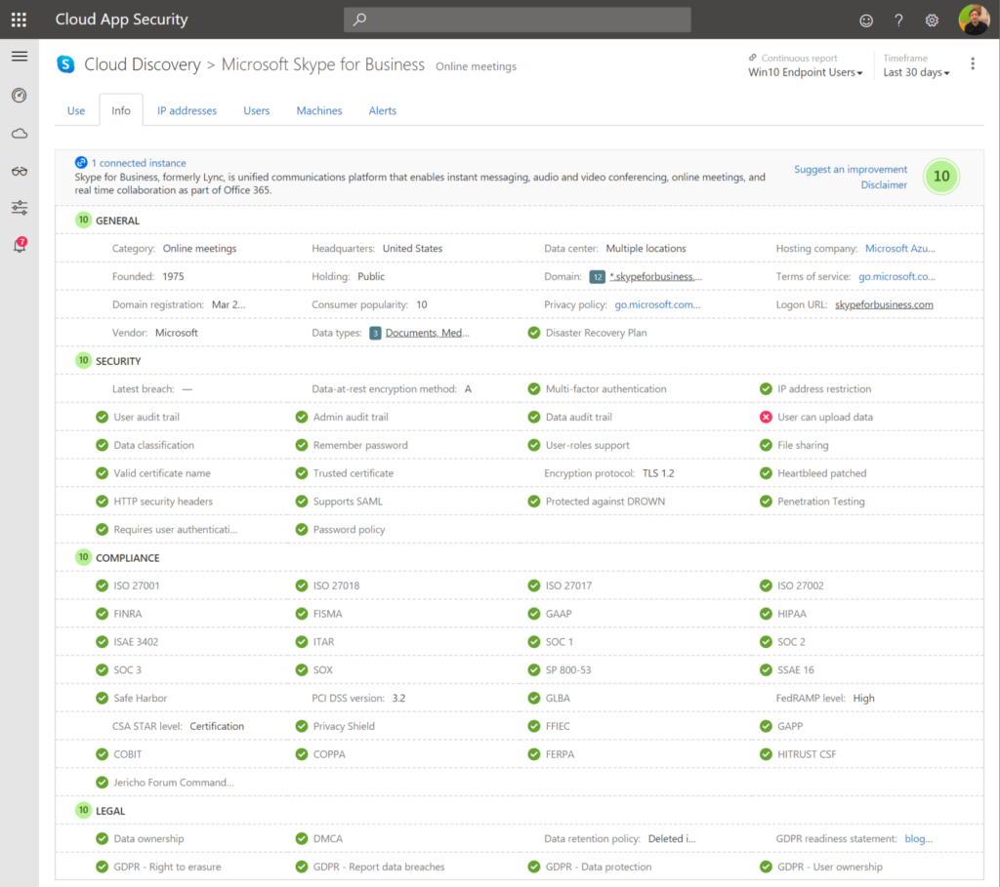 Cloud App Security
?
S Cloud Discovery > Microsoft Skype for Business Online meetings
Continuous report
Win10 Endpoint Users
Timeframe
Last 30 days
Use Info IP addresses Users Machines Alerts
7
1 connected instance
Skype for Business, formerly Lync, is unified communications platform that enables instant messaging, audio and video conferencing, online meetings, and
real time collaboration as part of Office 365.
Suggest an improvement
Disclaimer
10
10 GENERAL
Category: Online meetings Headquarters: United States Data center: Multiple locations Hosting company: Microsoft Azu...
Founded: 1975 Holding: Public Domain: 12 *.skypeforbusiness.... Terms of service: go.microsoft.co...
Domain registration: Mar 2... Consumer popularity: 10 Privacy policy: go.microsoft.com... Logon URL: skypeforbusiness.com
Vendor: Microsoft Data types: 3 Documents, Med... Disaster Recovery Plan
10 SECURITY
Latest breach: — Data-at-rest encryption method: A Multi-factor authentication IP address restriction
User audit trail Admin audit trail Data audit trail User can upload data
Data classification Remember password User-roles support File sharing
Valid certificate name Trusted certificate Encryption protocol: TLS 1.2 Heartbleed patched
HTTP security headers Supports SAML Protected against DROWN Penetration Testing
Requires user authenticati... Password policy
10 COMPLIANCE
ISO 27001 ISO 27018 ISO 27017 ISO 27002
FINRA FISMA GAAP HIPAA
ISAE 3402 ITAR SOC 1 SOC 2
SOC 3 SOX SP 800-53 SSAE 16
Safe Harbor PCI DSS version: 3.2 GLBA FedRAMP level: High
CSA STAR level: Certification Privacy Shield FFIEC GAPP
COBIT COPPA FERPA HITRUST CSF
Jericho Forum Command...
10 LEGAL
Data ownership DMCA Data retention policy: Deleted i... GDPR readiness statement: blog...
GDPR - Right to erasure GDPR - Report data breaches GDPR - Data protection GDPR - User ownership